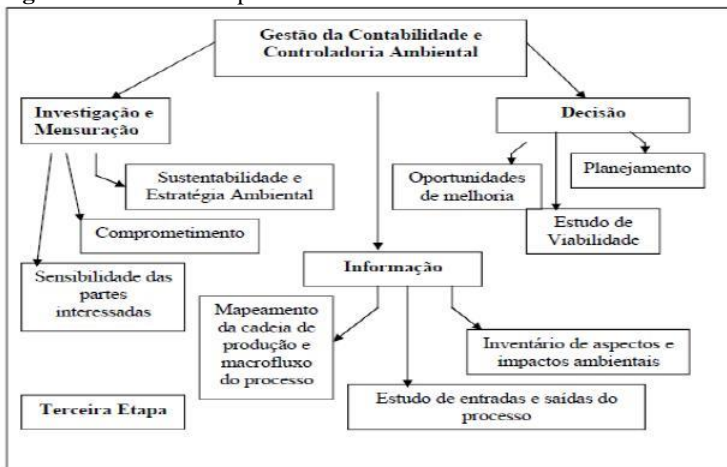 Gestão da Contabilidade e
Controladoria Ambiental
Investigação e
Mensuração
Decisão
Sustentabilidade e
Estratégia Ambiental
Oportunidades
de melhoria
Planejamento
Comprometimento
Estudo de
Viabilidade
Sensibilidade das
partes
interessadas
Informação
Mapeamento
da cadeia de
produção e
macrofluxo
do processo
Inventário de aspectos e
impactos ambientais
Estudo de entradas e saídas do
processo
Terceira Etapa